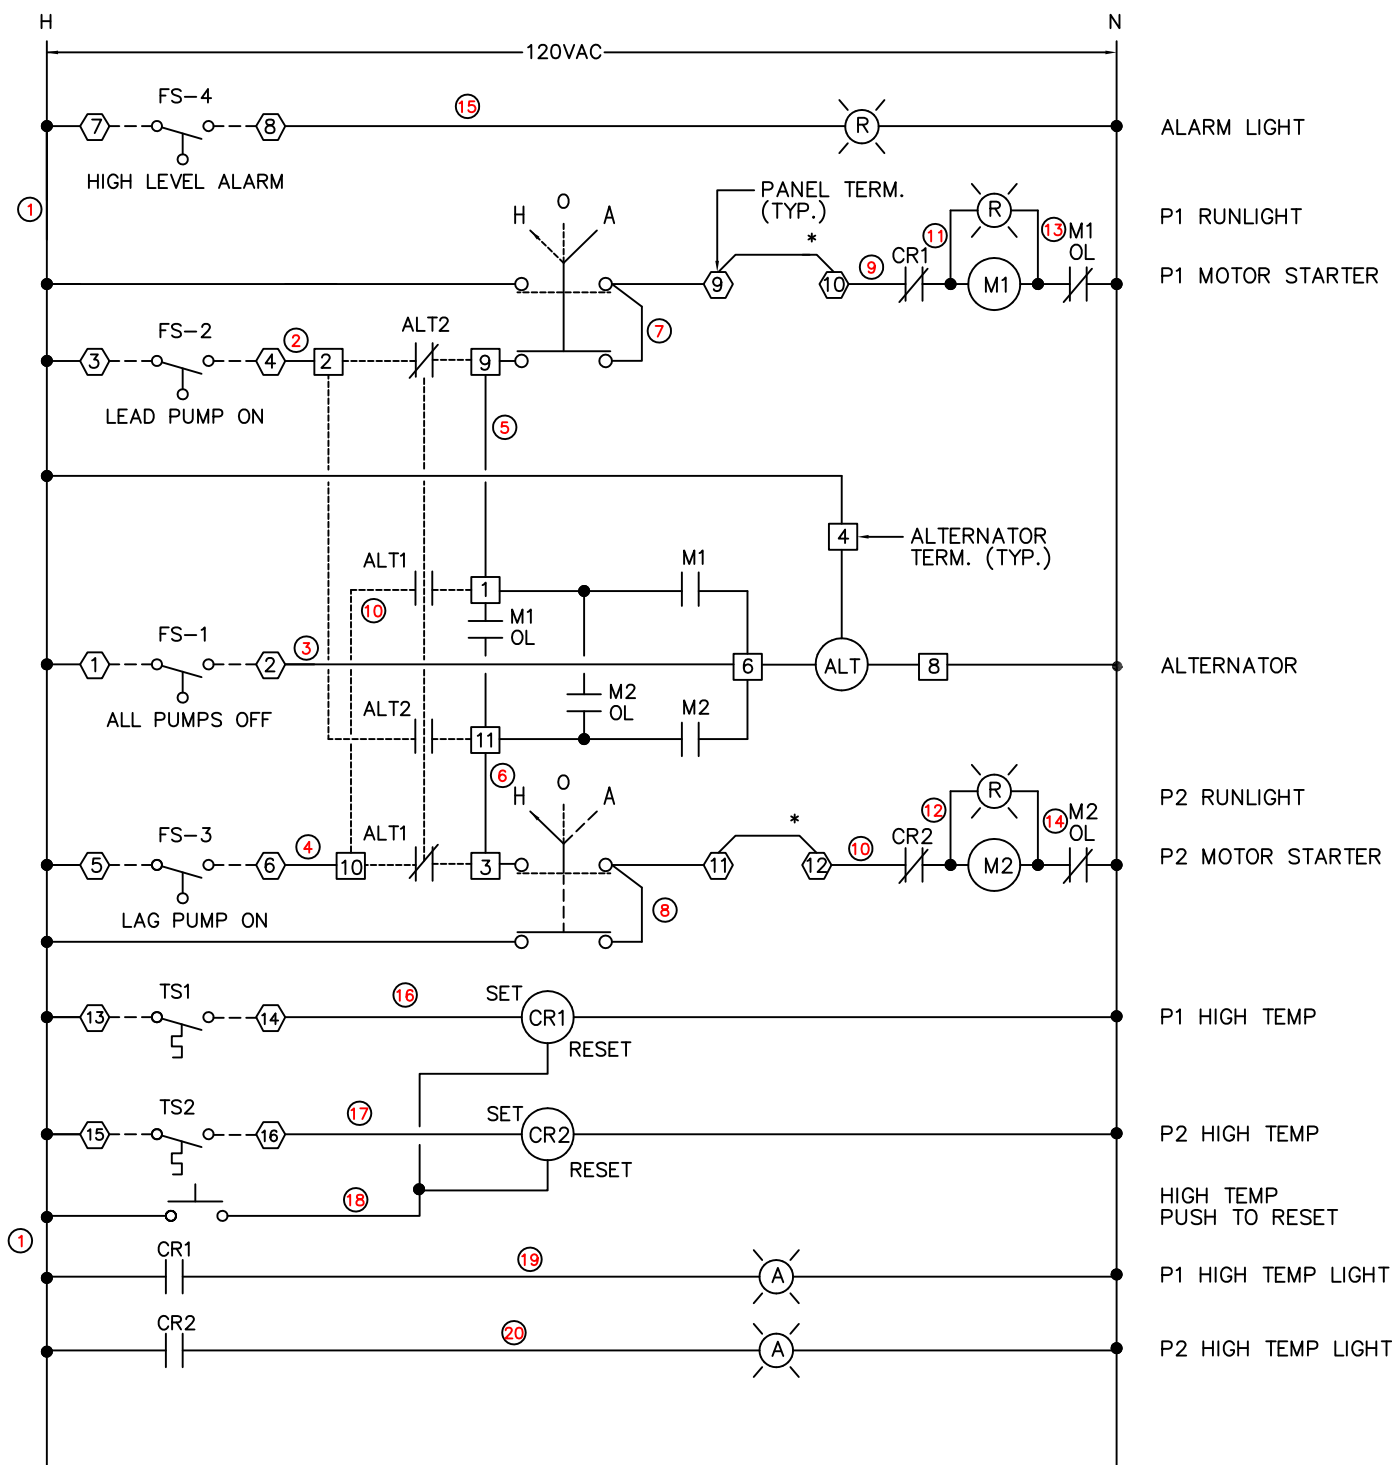 H
N
120VAC
FS-4
15
7
8
R
ALARM LIGHT
HIGH LEVEL ALARM
1
H
O
A
PANEL TERM.
(TYP.)
*
R
P1 RUNLIGHT
11
13
M1
OL
9
CR1
9
10
M1
P1 MOTOR STARTER
FS-2
2
ALT2
7
3
4
2
9
LEAD PUMP ON
5
4
ALTERNATOR
TERM. (TYP.)
ALT1
M1
10
1
M1
OL
FS-1
3
1
2
6
ALT
8
ALTERNATOR
M2
OL
ALL PUMPS OFF
ALT2
M2
11
6
H
O
A
R
P2 RUNLIGHT
*
12
14
M2
OL
FS-3
4
ALT1
10
CR2
5
6
10
3
11
12
M2
P2 MOTOR STARTER
8
LAG PUMP ON
TS1
16
SET
13
14
CR1
P1 HIGH TEMP
RESET
TS2
17
SET
15
16
CR2
P2 HIGH TEMP
RESET
18
HIGH TEMP
PUSH TO RESET
1
CR1
19
A
P1 HIGH TEMP LIGHT
CR2
20
A
P2 HIGH TEMP LIGHT